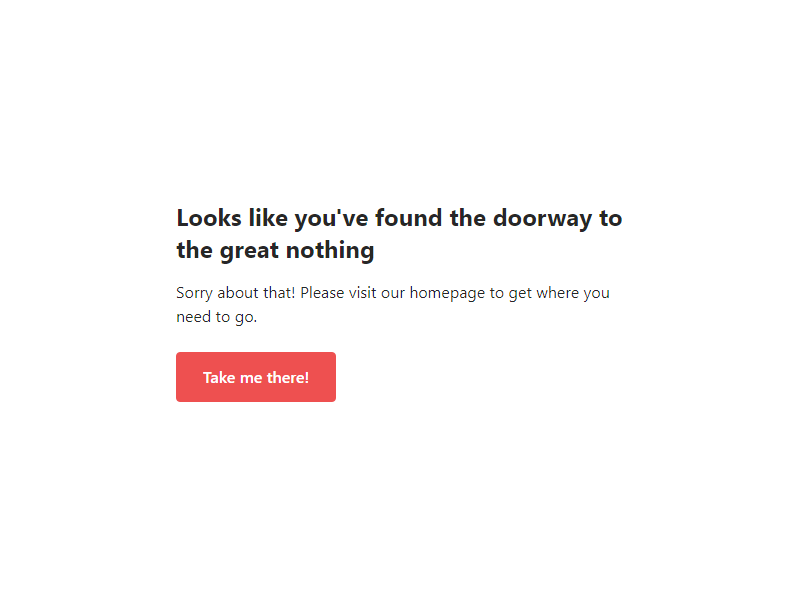 Looks like you've found the doorway to
the great nothing
Sorry about that! Please visit our homepage to get where you
need to go.
Take me there!